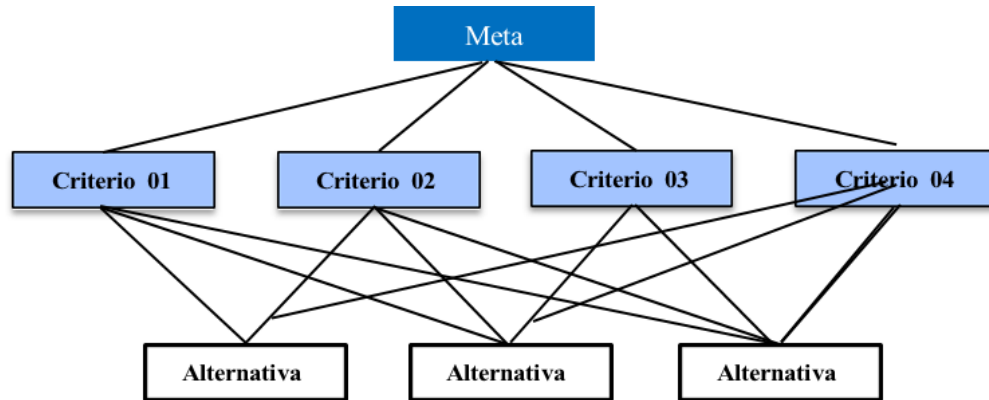 Meta
Criterio 01
Criterio 02
Criterio 03
Criterio 04
Alternativa
Alternativa
Alternativa